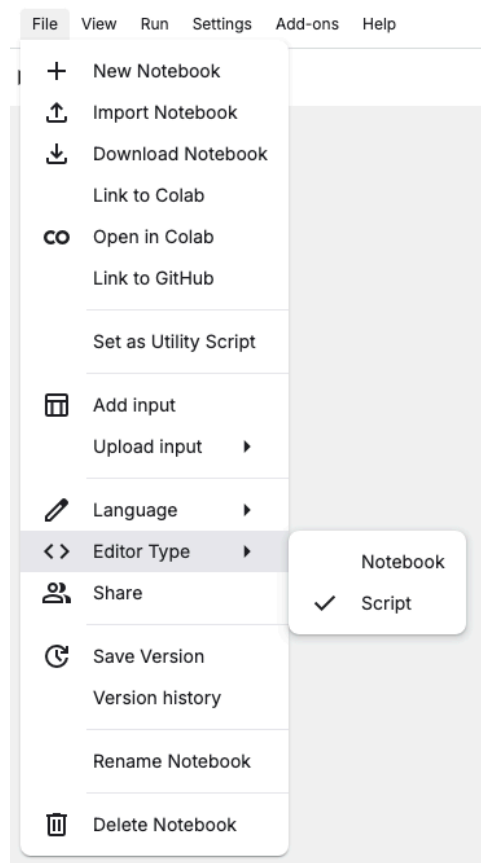 File View Run Settings Add-ons Help
New Notebook
Import Notebook
Download Notebook
Link to Colab
CO Open in Colab
Link to GitHub
Set as Utility Script
Add input
Upload input
Language
Editor Type
Notebook
Share
Script
Save Version
Version history
Rename Notebook
Delete Notebook